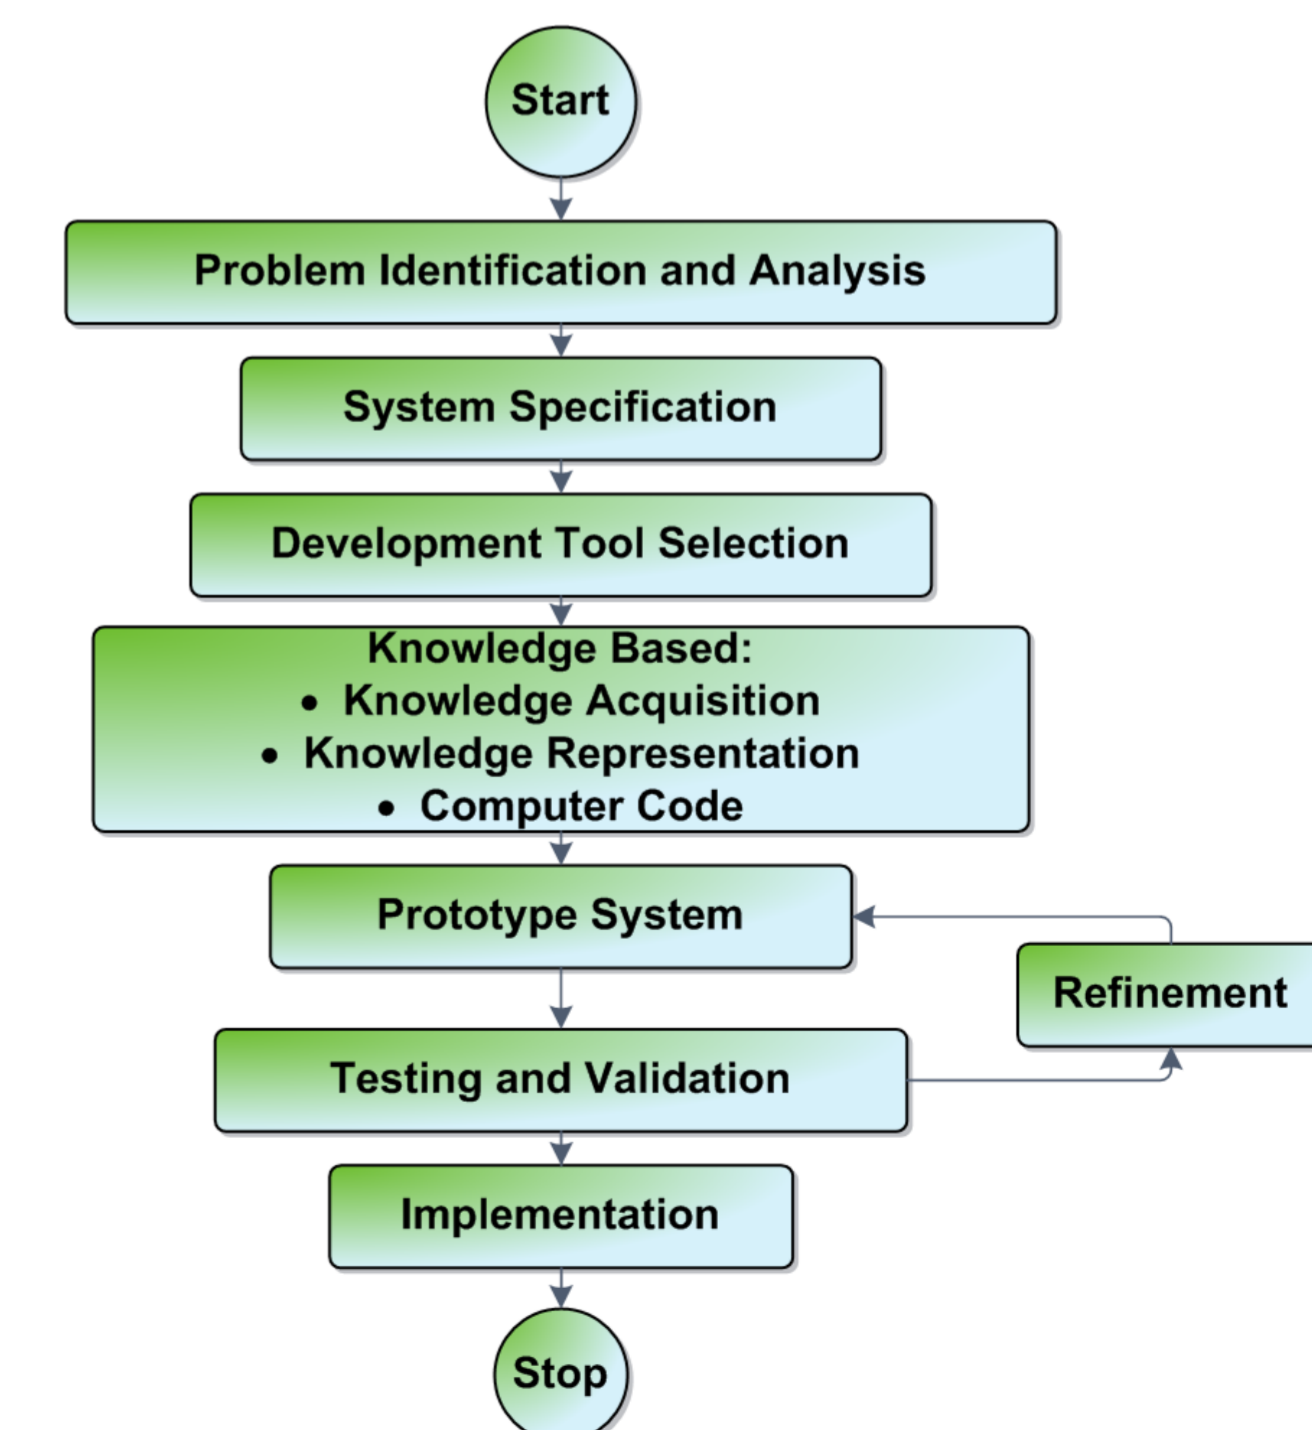 Start
Problem Identification and Analysis
System Specification
Development Tool Selection
Knowledge Based:
• Knowledge Acquisition
• Knowledge Representation
• Computer Code
Prototype System
Refinement
Testing and Validation
Implementation
Stop